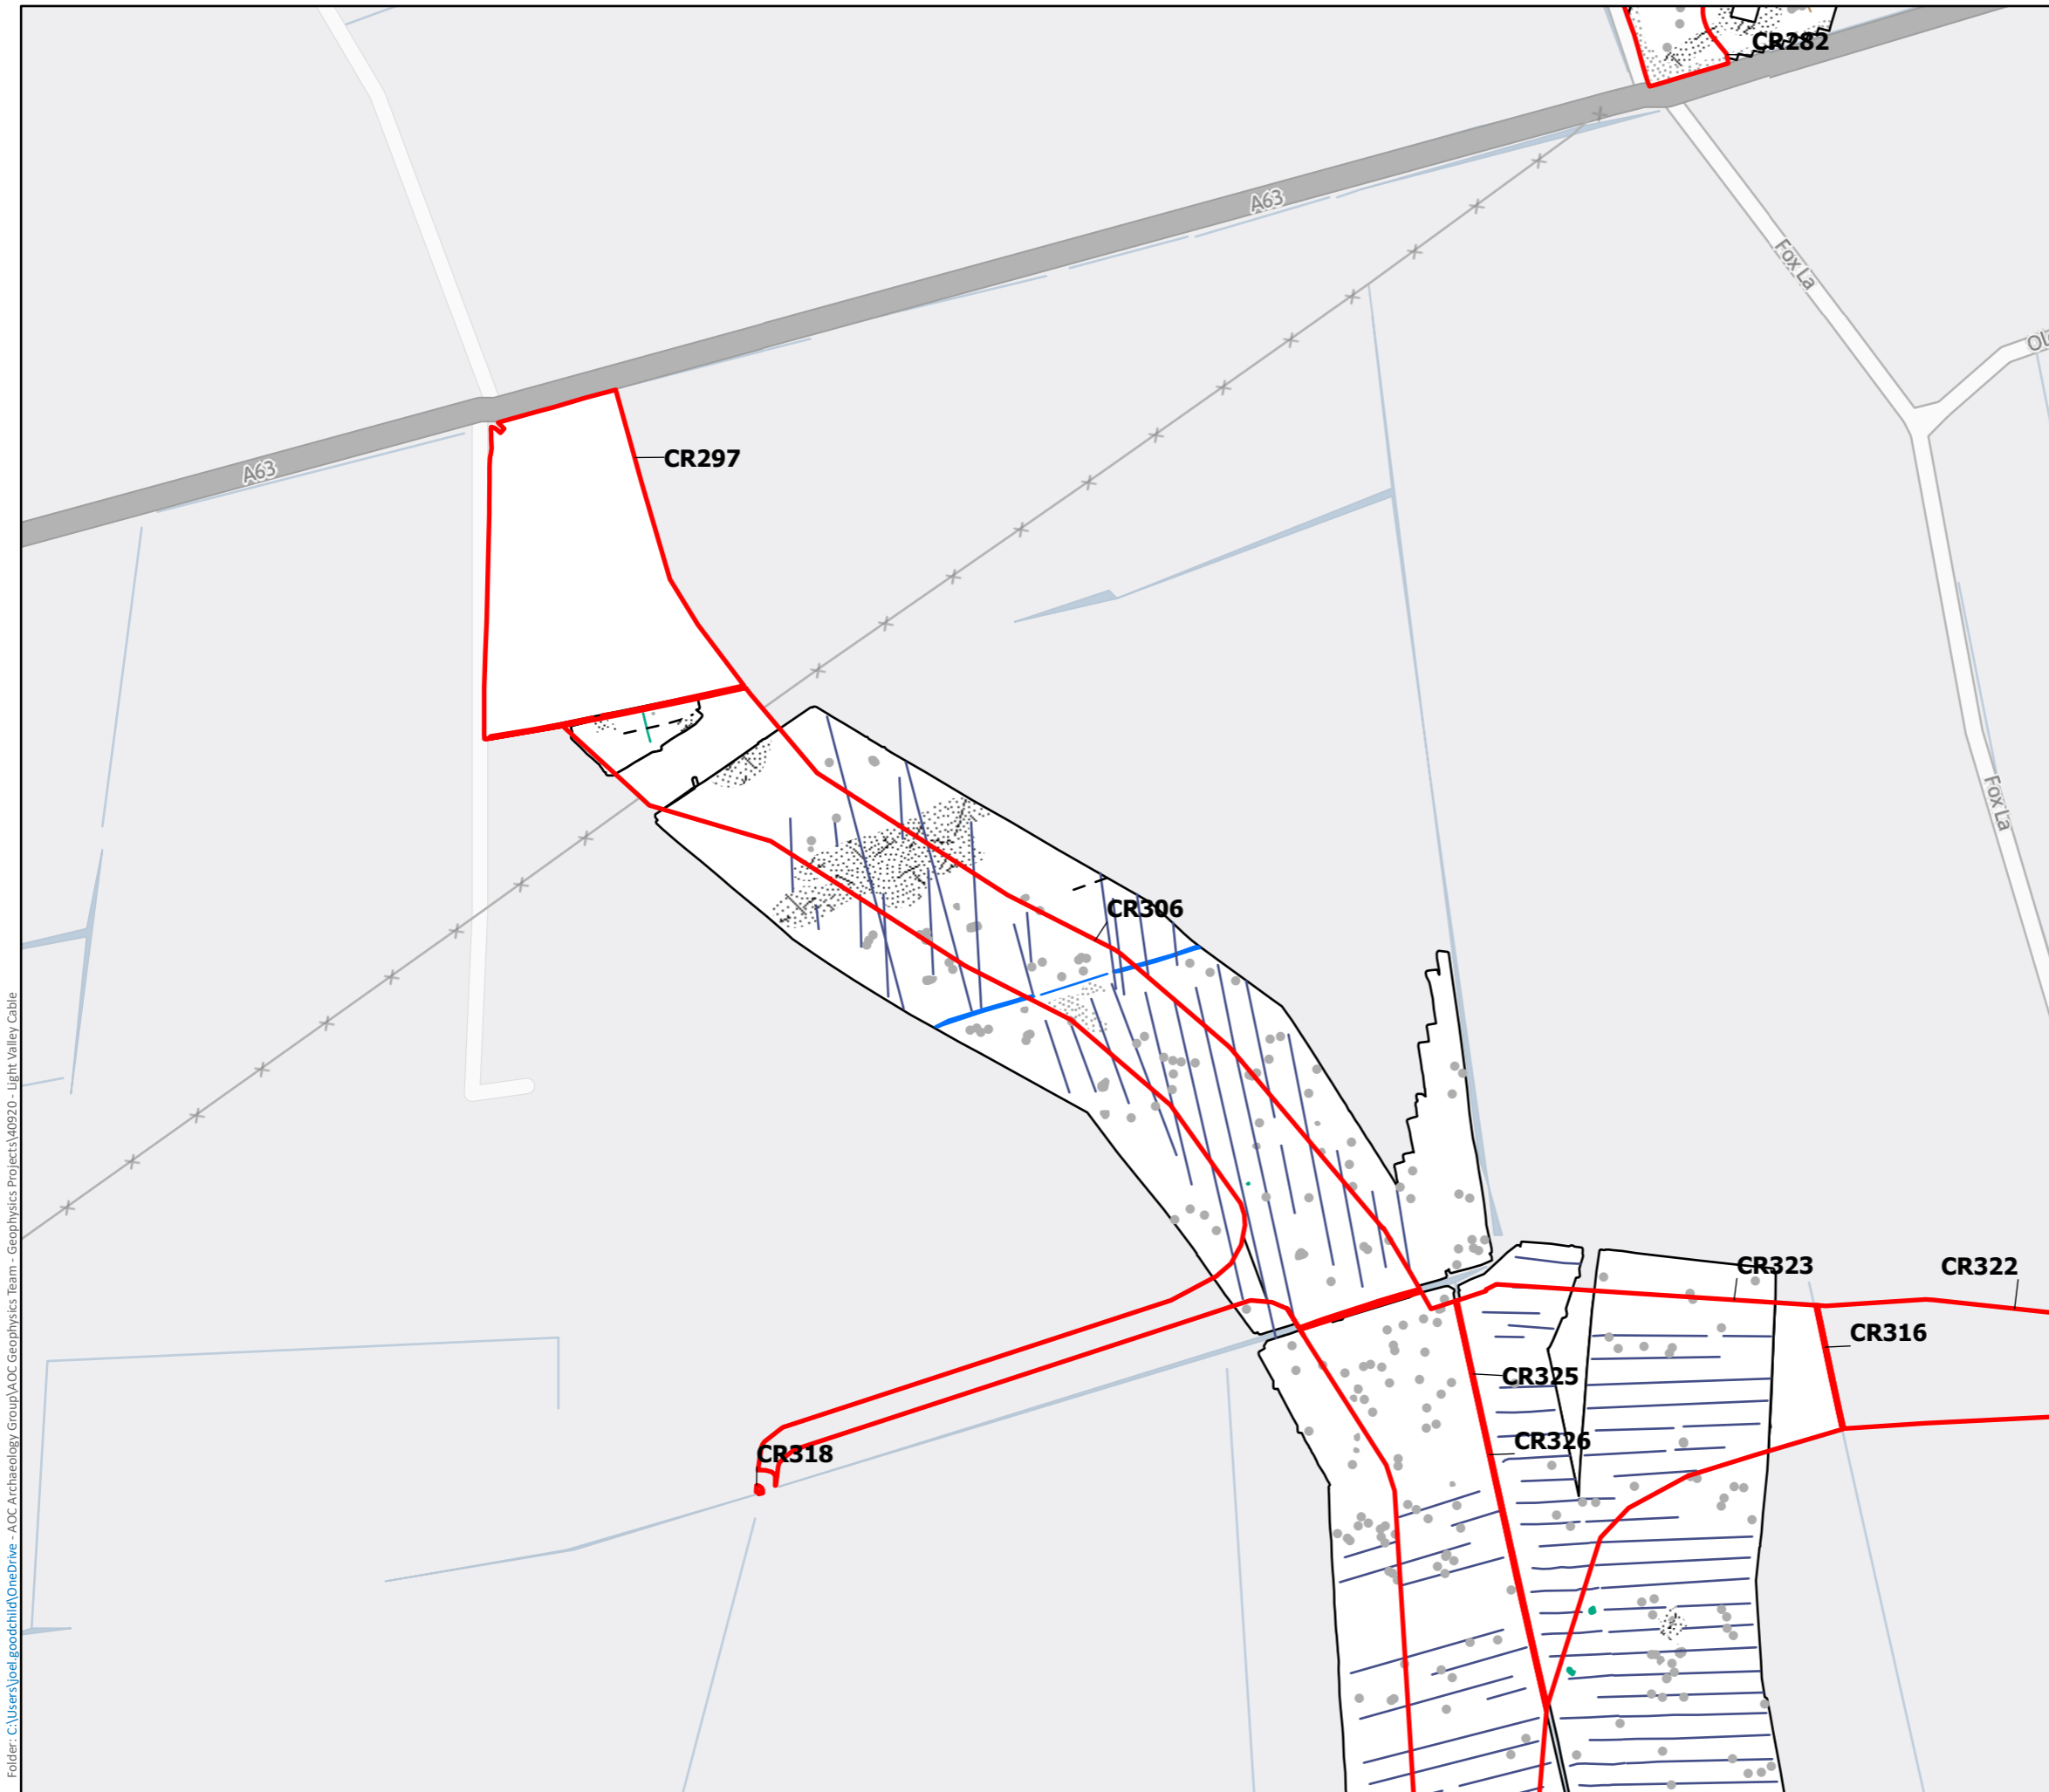 CR282
A63
Fox La
CR297
A63
Fox La
CR306
CR323
CR322
CR316
CR325
CR326
CR318
Folder: C:\Users\joel.goodchild\OneDrive - AOC Archaeology Group\AOC Geophysics Team - Geophysics Projects\40920 - Light Valley Cable